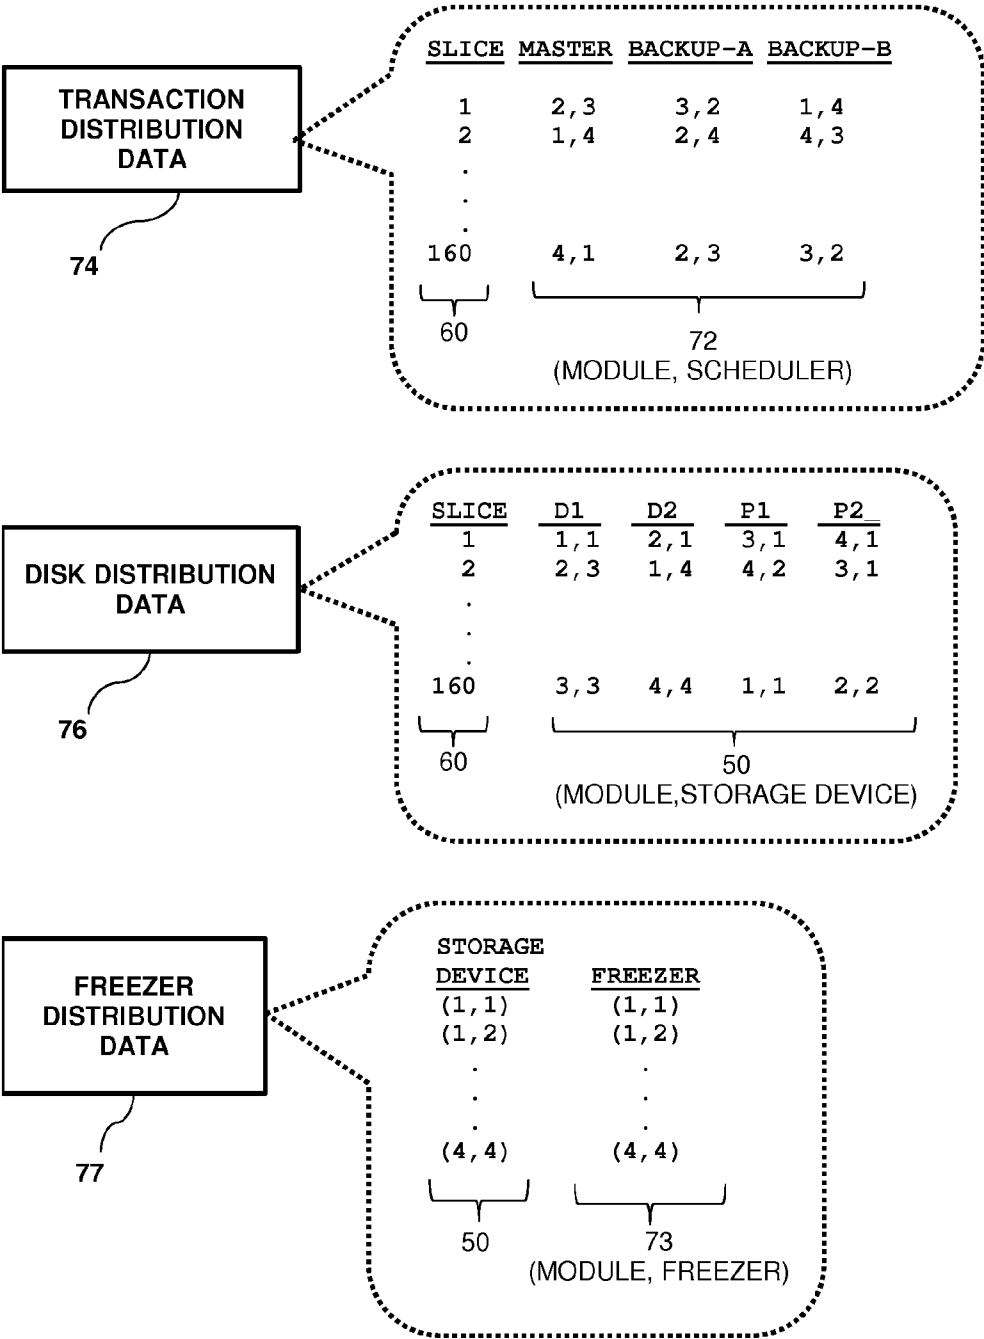 TRANSACTION
DISTRIBUTION
DATA
74
SLICE MASTER BACKUP-A BACKUP-B
1 2,3 3,2 1,4
2 1,4 2,4 4,3
.
.
.
160 4,1 2,3 3,2
60
72
(MODULE, SCHEDULER)
DISK DISTRIBUTION
DATA
76
SLICE D1 D2 P1 P2_
1 1,1 2,1 3,1 4,1
2 2,3 1,4 4,2 3,1
.
.
.
160 3,3 4,4 1,1 2,2
60
50
(MODULE,STORAGE DEVICE)
FREEZER
DISTRIBUTION
DATA
77
STORAGE
DEVICE FREEZER
(1,1) (1,1)
(1,2) (1,2)
. .
. .
. .
(4,4) (4,4)
50
73
(MODULE, FREEZER)